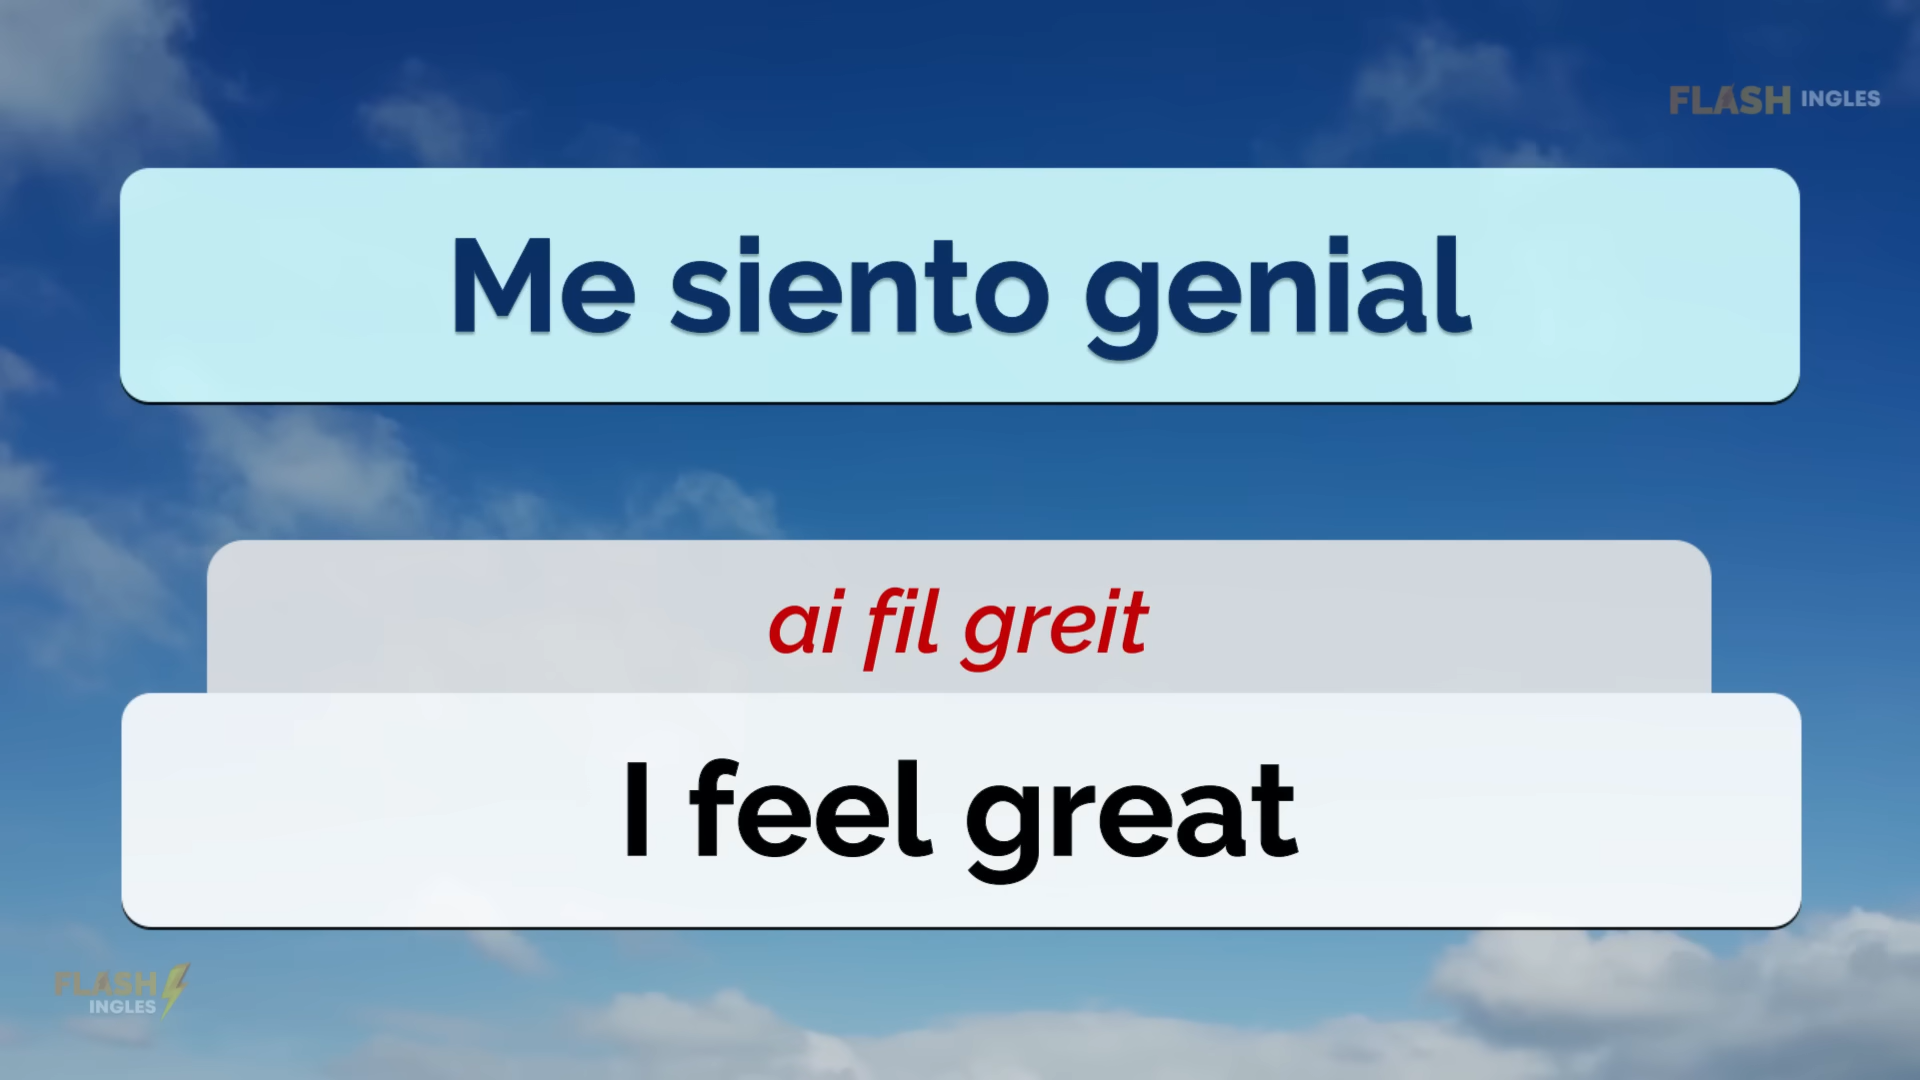 FLASH INGLES
Me siento genial
ai fil greit
I feel great
FLASH
INGLES